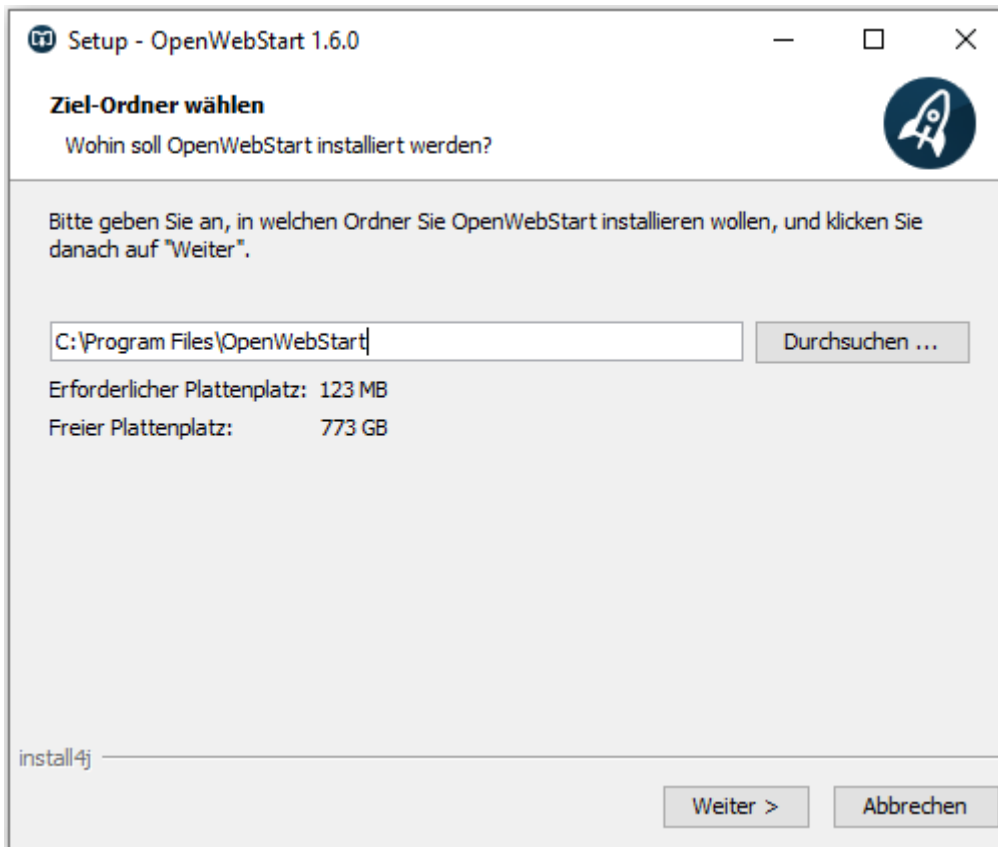 Setup - OpenWebStart 1.6.0
Ziel-Ordner wählen
Wohin soll OpenWebStart installiert werden?
Bitte geben Sie an, in welchen Ordner Sie OpenWebStart installieren wollen, und klicken Sie
danach auf "Weiter".
C:\Program Files\OpenWebStart
Durchsuchen ...
Erforderlicher Plattenplatz: 123 MB
Freier Plattenplatz: 773 GB
install4j
Weiter >
Abbrechen